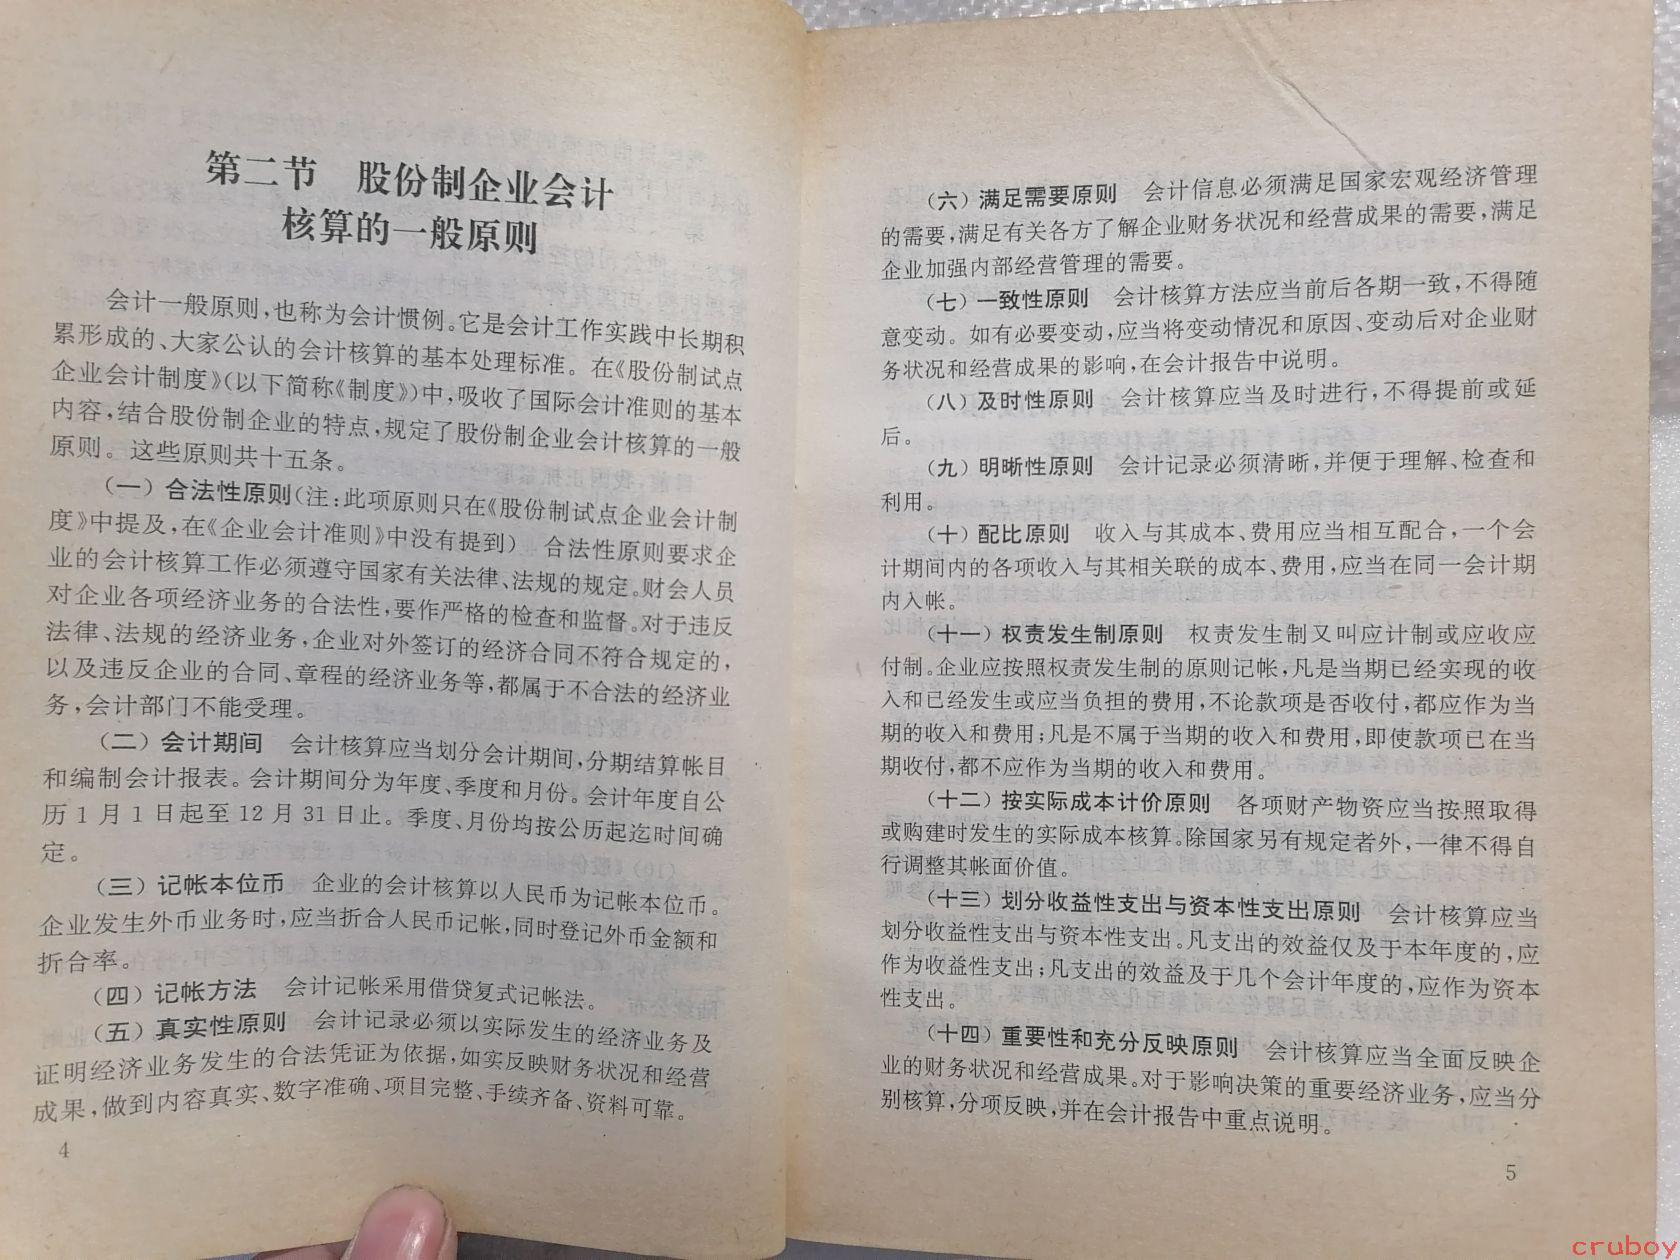 第二节　股份制企业会计
核算的一般原则
会计一般原则，也称为会计惯例。它是会计工作实践中长期积
累形成的、大家公认的会计核算的基本处理标准。在《股份制试点
企业会计制度》（以下简称《制度》）中，吸收了国际会计准则的基本
内容，结合股份制企业的特点，规定了股份制企业会计核算的一般
原则。这些原则共十五条。
（一）合法性原则（注：此项原则只在《股份制试点企业会计制
度》中提及，在《企业会计准则》中没有提到）　合法性原则要求企
业的会计核算工作必须遵守国家有关法律、法规的规定。财会人员
对企业各项经济业务的合法性，要作严格的检查和监督。对于违反
法律、法规的经济业务，企业对外签订的经济合同不符合规定的，
以及违反企业的合同、章程的经济业务等，都属于不合法的经济业
务，会计部门不能受理。
（二）会计期间　会计核算应当划分会计期间，分期结算帐目
和编制会计报表。会计期间分为年度、季度和月份。会计年度自公
历1月1日起至12月31日止。季度、月份均按公历起讫时间确
定。
（三）记帐本位币　企业的会计核算以人民币为记帐本位币。
企业发生外币业务时，应当折合人民币记帐，同时登记外币金额和
折合率。
（四）记帐方法　会计记帐采用借贷复式记帐法。
（五）真实性原则　会计记录必须以实际发生的经济业务及
证明经济业务发生的合法凭证为依据，如实反映财务状况和经营
成果，做到内容真实、数字准确、项目完整、手续齐备、资料可靠。
4
（六）满足需要原则　会计信息必须满足国家宏观经济管理
的需要，满足有关各方了解企业财务状况和经营成果的需要，满足
企业加强内部经营管理的需要。
（七）一致性原则　会计核算方法应当前后各期一致，不得随
意变动。如有必要变动，应当将变动情况和原因、变动后对企业财
务状况和经营成果的影响，在会计报告中说明。
（八）及时性原则　会计核算应当及时进行，不得提前或延
后。
（九）明晰性原则　会计记录必须清晰，并便于理解、检查和
利用。
（十）配比原则　收入与其成本、费用应当相互配合，一个会
计期间内的各项收入与其相关联的成本、费用，应当在同一会计期
内入帐。
（十一）权责发生制原则　权责发生制又叫应计制或应收应
付制。企业应按照权责发生制的原则记帐，凡是当期已经实现的收
入和已经发生或应当负担的费用，不论款项是否收付，都应作为当
期的收入和费用；凡是不属于当期的收入和费用，即使款项已在当
期收付，都不应作为当期的收入和费用。
（十二）按实际成本计价原则　各项财产物资应当按照取得
或购建时发生的实际成本核算。除国家另有规定者外，一律不得自
行调整其帐面价值。
（十三）划分收益性支出与资本性支出原则　会计核算应当
划分收益性支出与资本性支出。凡支出的效益仅及于本年度的，应
作为收益性支出；凡支出的效益及于几个会计年度的，应作为资本
性支出。
（十四）重要性和充分反映原则　会计核算应当全面反映企
业的财务状况和经营成果。对于影响决策的重要经济业务，应当分
别核算，分项反映，并在会计报告中重点说明。
5
cruboy